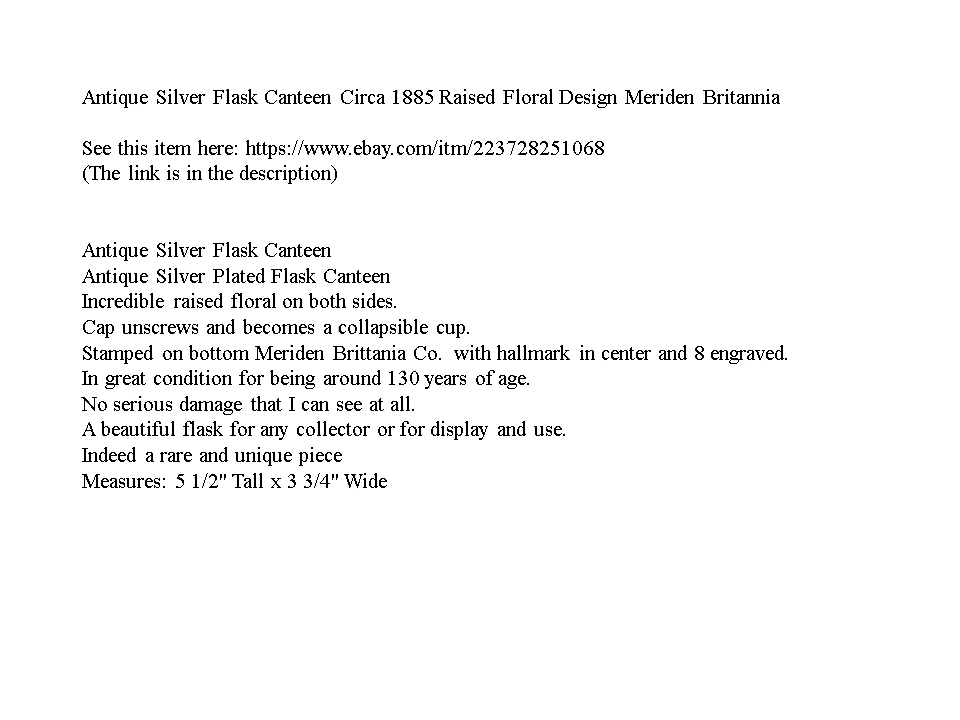 Antique Silver Flask Canteen Circa 1885 Raised Floral Design Meriden Britannia
See this item here: https://www.ebay.com/itm/223728251068
(The link is in the description)
Antique Silver Flask Canteen
Antique Silver Plated Flask Canteen
Incredible raised floral on both sides.
Cap unscrews and becomes a collapsible cup.
Stamped on bottom Meriden Brittania Co.  with hallmark in center and 8 engraved.
In great condition for being around 130 years of age.
No serious damage that I can see at all.
A beautiful flask for any collector or for display and use.
Indeed a rare and unique piece
Measures: 5 1/2" Tall x 3 3/4" Wide